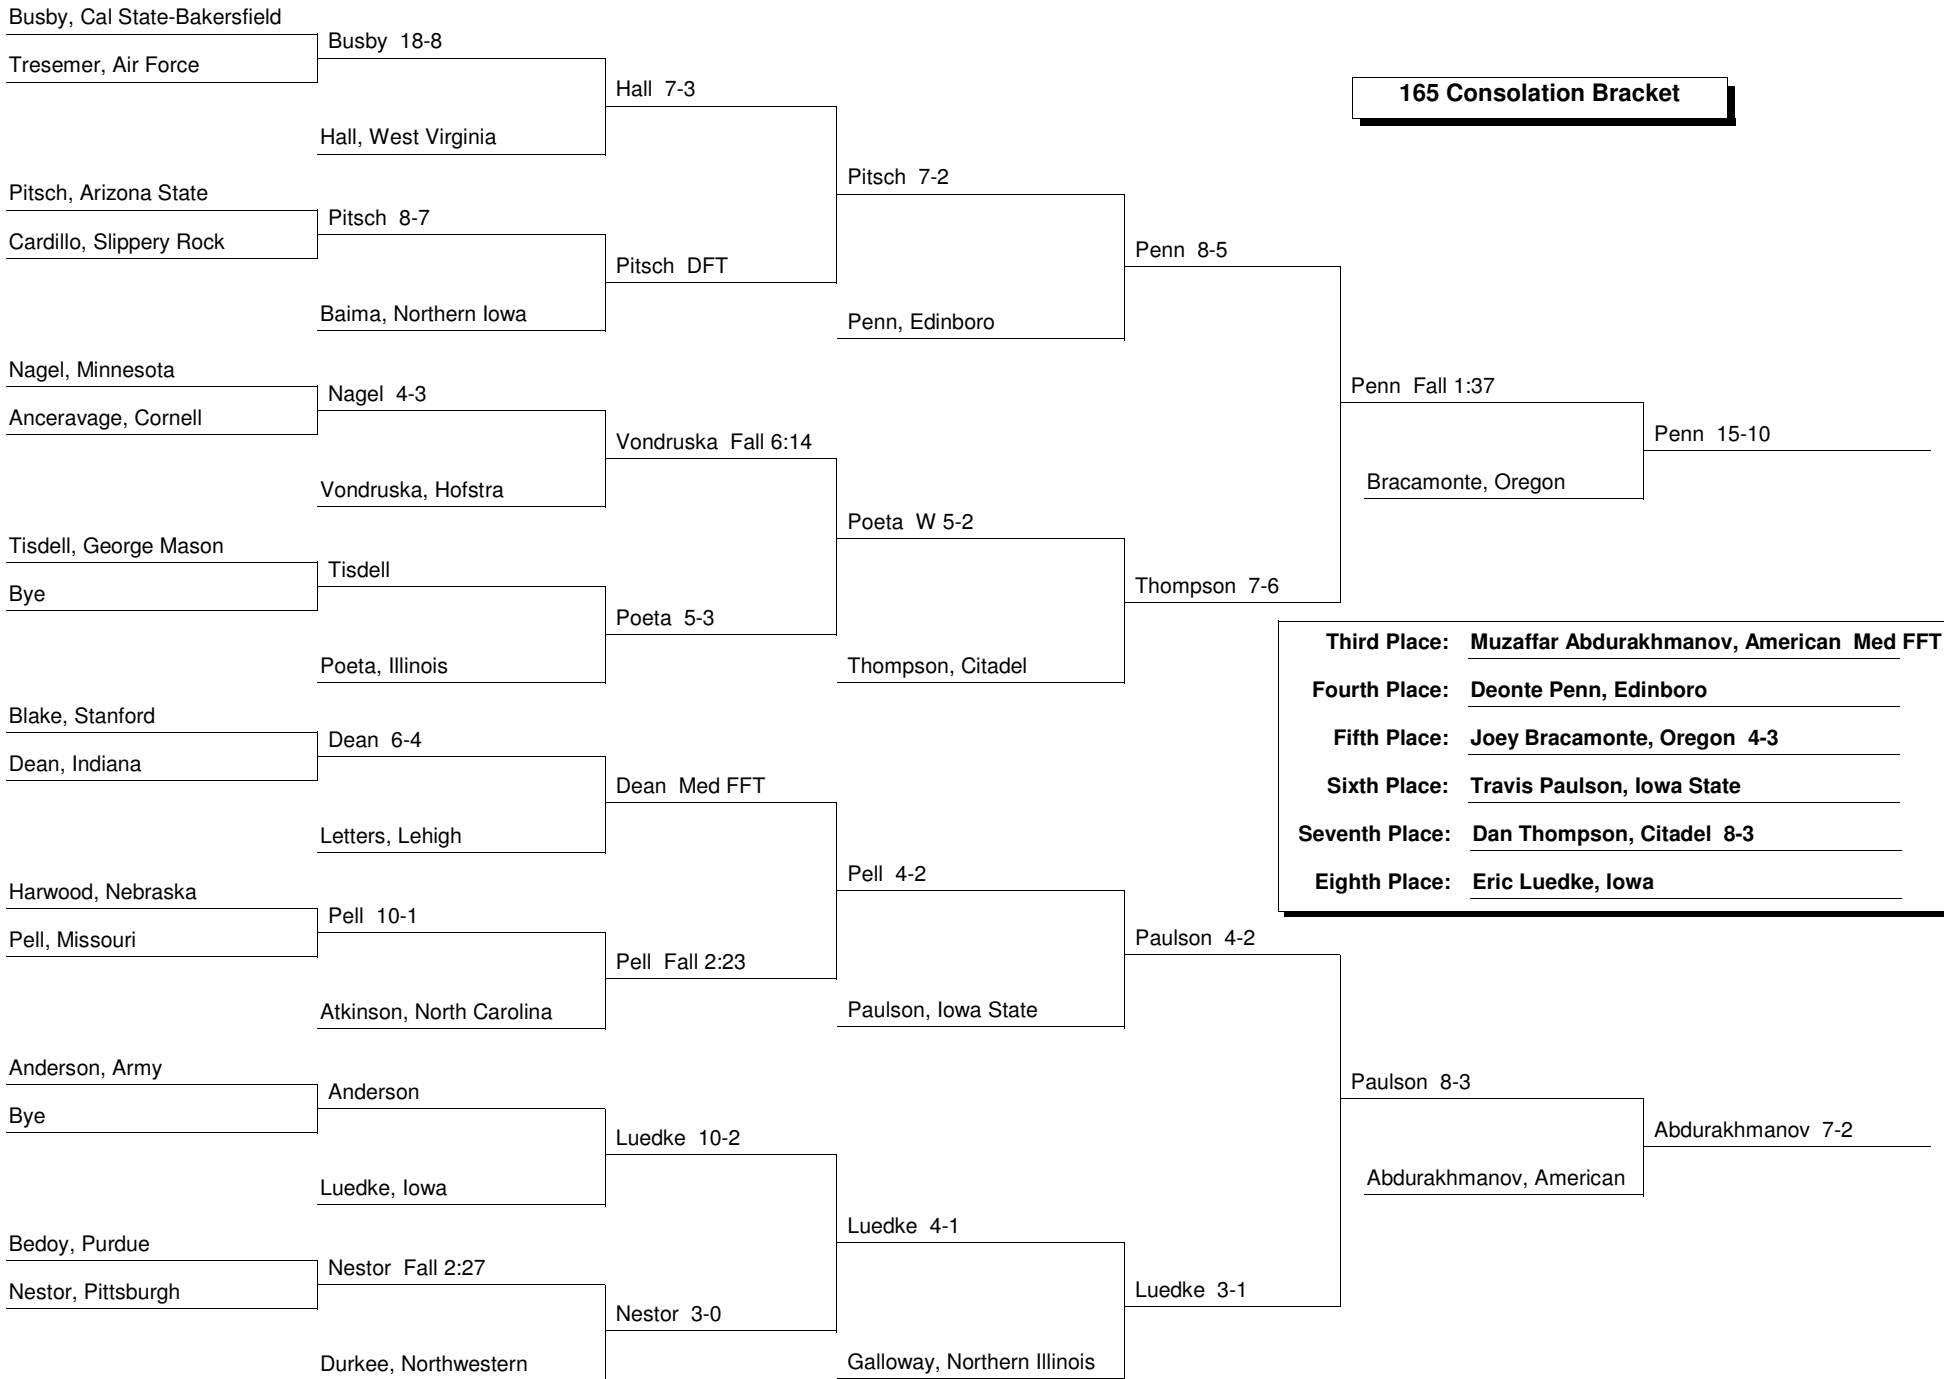 Busby, Cal State-Bakersfield
Tresemer, Air Force
Pitsch, Arizona State
Cardillo, Slippery Rock
Nagel, Minnesota
Anceravage, Cornell
Tisdell, George Mason
Bye
Blake, Stanford
Dean, Indiana
Harwood, Nebraska
Pell, Missouri
Anderson, Army
Bye
Bedoy, Purdue
Nestor, Pittsburgh
Busby 18-8
Hall, West Virginia
Pitsch 8-7
Baima, Northern Iowa
Nagel 4-3
Vondruska, Hofstra
Tisdell
Poeta, Illinois
Dean 6-4
Letters, Lehigh
Pell 10-1
Atkinson, North Carolina
Anderson
Luedke, Iowa
Nestor Fall 2:27
Durkee, Northwestern
Hall 7-3
Pitsch DFT
Vondruska Fall 6:14
Poeta 5-3
Dean Med FFT
Pell Fall 2:23
Luedke 10-2
Nestor 3-0
Pitsch 7-2
Penn, Edinboro
Poeta W 5-2
Thompson, Citadel
Pell 4-2
Paulson, Iowa State
Luedke 4-1
Galloway, Northern Illinois
Penn 8-5
Thompson 7-6
Paulson 4-2
Luedke 3-1
Penn Fall 1:37
Bracamonte, Oregon
Paulson 8-3
Abdurakhmanov, American
Penn 15-10
Abdurakhmanov 7-2
165 Consolation Bracket
Third Place: Muzaffar Abdurakhmanov, American Med FFT
Fourth Place: Deonte Penn, Edinboro
Fifth Place: Joey Bracamonte, Oregon 4-3
Sixth Place: Travis Paulson, Iowa State
Seventh Place: Dan Thompson, Citadel 8-3
Eighth Place: Eric Luedke, Iowa